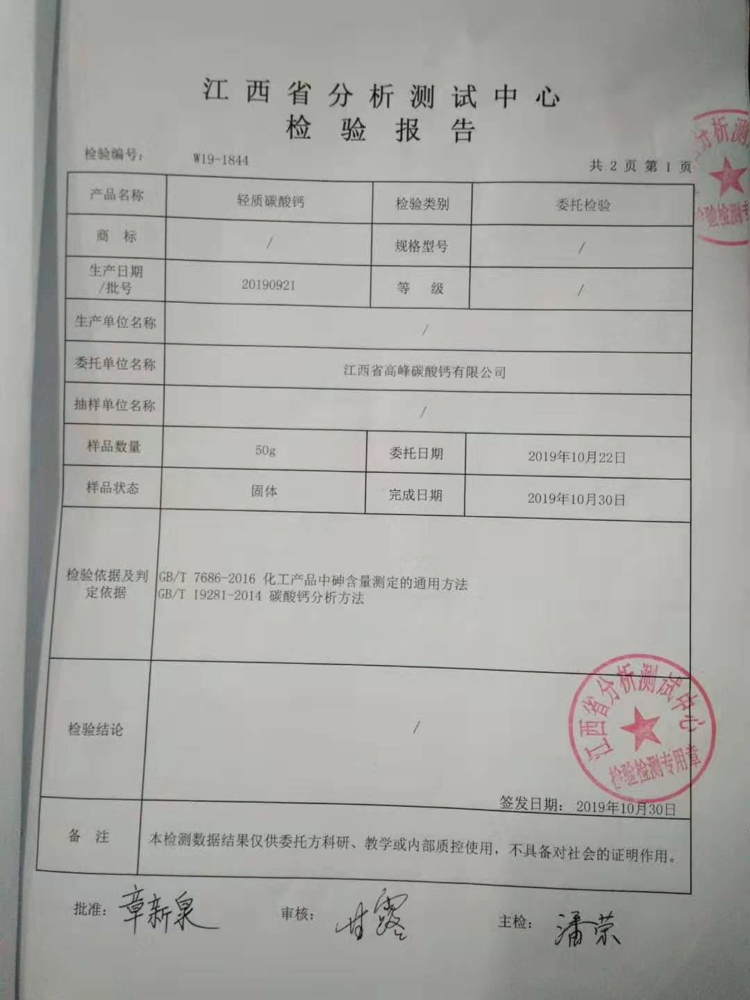 江西省分析测试中心
检验报告
检验编号： W19-1844
共 2 页 第 1 页
产品名称 轻质碳酸钙 检验类别 委托检验
商 标 / 规格型号 /
生产日期
/批号 20190921 等 级 /
生产单位名称 /
委托单位名称 江西省高峰碳酸钙有限公司
抽样单位名称 /
样品数量 50g 委托日期 2019年10月22日
样品状态 固体 完成日期 2019年10月30日
检验依据及判
定依据
GB/T 7686-2016 化工产品中砷含量测定的通用方法
GB/T 19281-2014 碳酸钙分析方法
检验结论 /
江西省分析测试中心
检验检测专用章
签发日期： 2019年10月30日
备 注 本检测数据结果仅供委托方科研、教学或内部质控使用，不具备对社会的证明作用。
批准： 章新泉 审核： 甘露 主检： 潘荣
分析测
验检测专